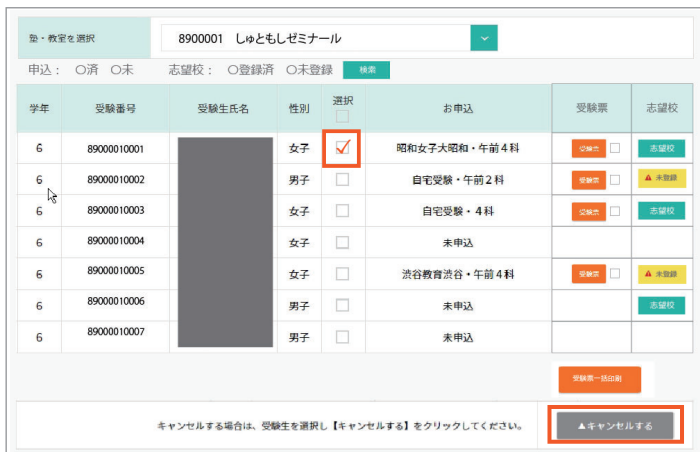 塾・教室を選択 8900001 しゅともしゼミナール
申込： 〇済 〇未 志望校： 〇登録済 〇未登録 検索
学年 受験番号 受験生氏名 性別 選択 お申込 受験票 志望校
6 89000010001 女子 昭和女子大昭和・午前4科 受験票 志望校
6 89000010002 男子 自宅受験・午前2科 受験票 ▲ 未登録
6 89000010003 女子 自宅受験・4科 受験票 志望校
6 89000010004 女子 未申込
6 89000010005 女子 渋谷教育渋谷・午前4科 受験票 ▲ 未登録
6 89000010006 男子 未申込 志望校
6 89000010007 男子 未申込
受験票一括印刷
キャンセルする場合は、受験生を選択し【キャンセルする】をクリックしてください。 ▲キャンセルする